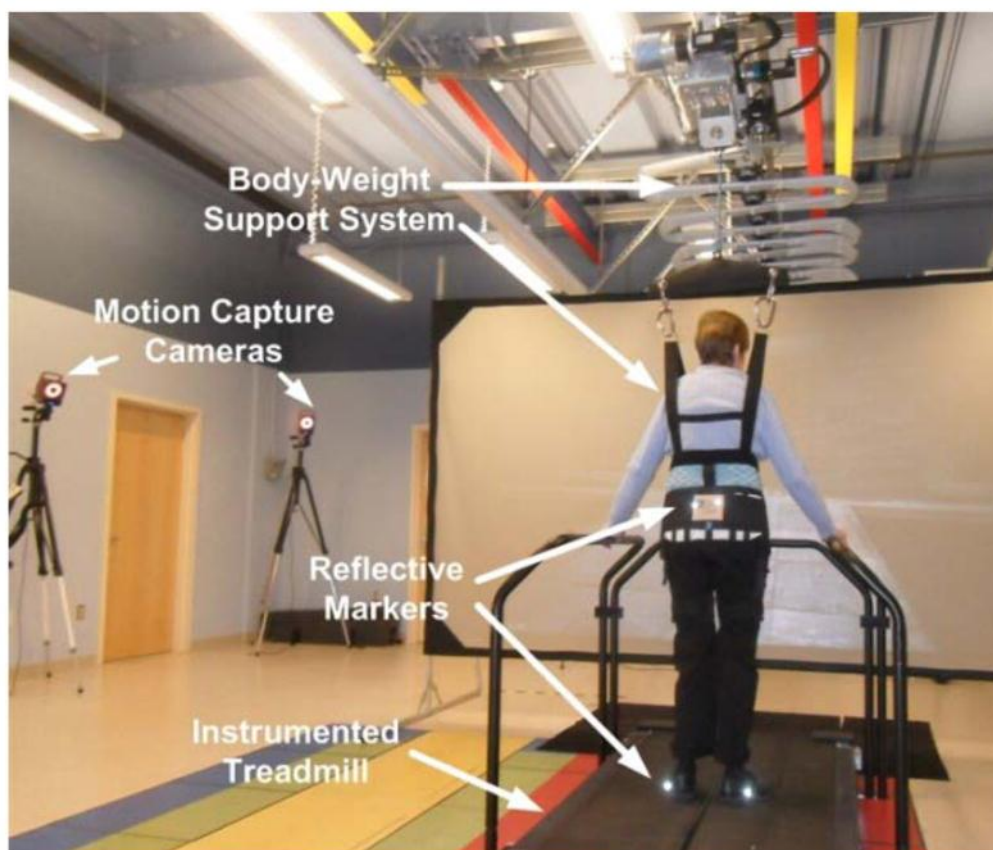 Body-Weight
Support System
Motion Capture
Cameras
Reflective
Markers
Instrumented
Treadmill